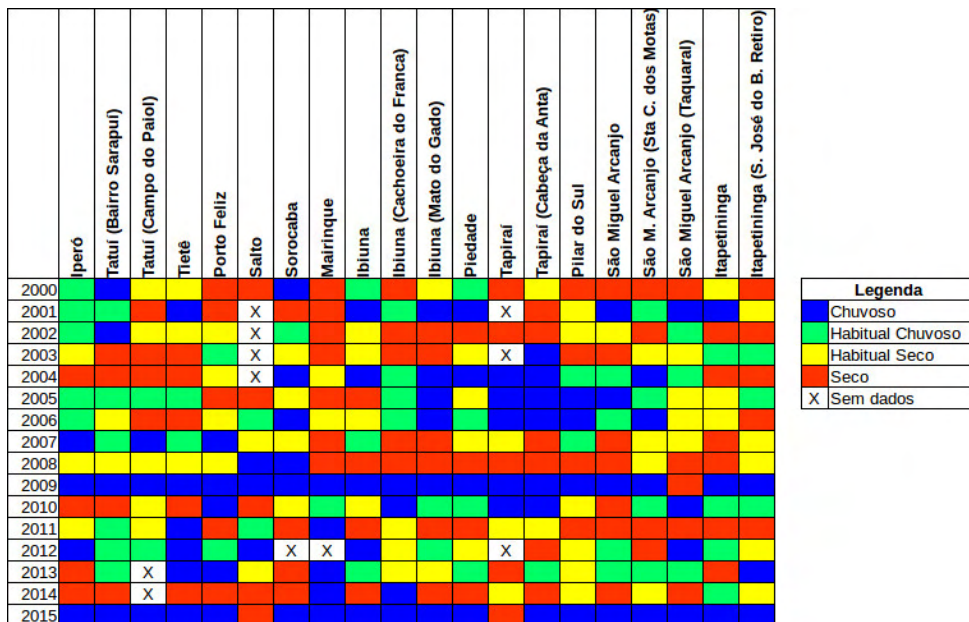 Iperó
Tatuí (Bairro Sarapuí)
Tatuí (Campo do Paiol)
Tietê
Porto Feliz
Salto
Sorocaba
Mairinque
Ibiuna
Ibiuna (Cachoeira do Franca)
Ibiuna (Mato do Gado)
Piedade
Tapiraí
Tapiraí (Cabeça da Anta)
Pilar do Sul
São Miguel Arcanjo
São M. Arcanjo (Sta C. dos Motas)
São Miguel Arcanjo (Taquaral)
Itapetininga
Itapetininga (S. José do B. Retiro)
2000
2001 X X
2002 X
2003 X X
2004 X
2005
2006
2007
2008
2009
2010
2011
2012 X X X
2013 X
2014 X
2015
Legenda
Chuvoso
Habitual Chuvoso
Habitual Seco
Seco
X Sem dados